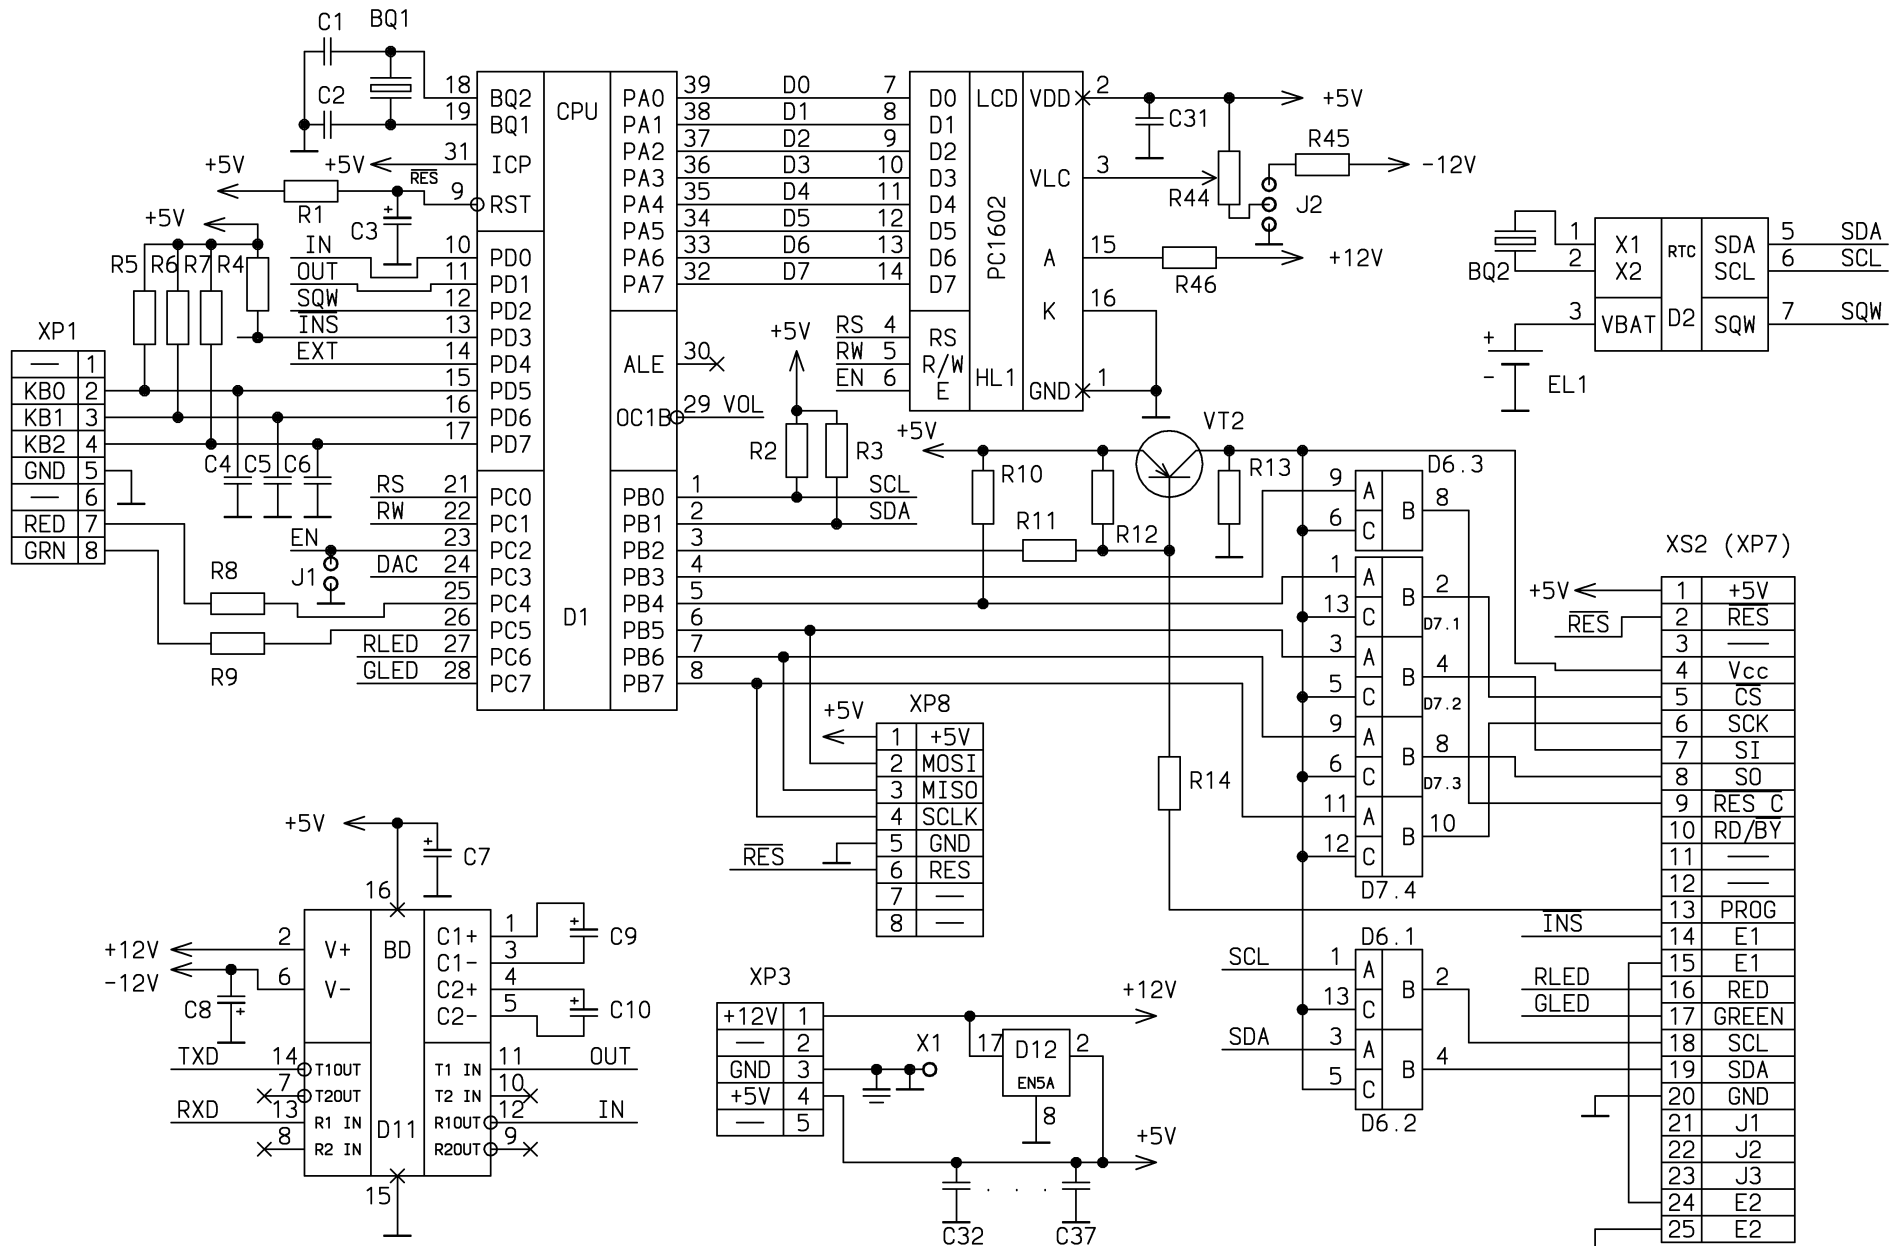 C1
BQ1
C2
18
19
31
9
+5V
+5V
RES
R1
C3
+5V
R5
R6
R7
R4
IN
OUT
SQW
INS
EXT
10
11
12
13
14
15
16
17
BQ2
BQ1
ICP
RST
PD0
PD1
PD2
PD3
PD4
PD5
PD6
PD7
PC0
PC1
PC2
PC3
PC4
PC5
PC6
PC7
CPU
D1
PA0
PA1
PA2
PA3
PA4
PA5
PA6
PA7
ALE
OC1B
PB0
PB1
PB2
PB3
PB4
PB5
PB6
PB7
39 D0 7
38 D1 8
37 D2 9
36 D3 10
35 D4 11
34 D5 12
33 D6 13
32 D7 14
30
29 VOL
1
2
3
4
5
6
7
8
SCL
SDA
+5V
R2
R3
RS 4
RW 5
EN 6
D0
D1
D2
D3
D4
D5
D6
D7
RS
R/W
E
LCD
PC1602
HL1
VDD
VLC
A
K
GND
2
3
15
16
1
+5V
C31
R44
R45
-12V
J2
+12V
R46
BQ2
1
2
3
X1
X2
VBAT
RTC
D2
SDA
SCL
SQW
5 SDA
6 SCL
7 SQW
+
-
EL1
XP1
— 1
KB0 2
KB1 3
KB2 4
GND 5
— 6
RED 7
GRN 8
C4
C5
C6
RS 21
RW 22
EN 23
DAC 24
25
26
RLED 27
GLED 28
J1
R8
R9
+5V
VT2
R10
R11
R12
R13
R14
D6.3
9 A
6 C
B 8
1 A
13 C
B 2
D7.1
3 A
5 C
B 4
D7.2
9 A
6 C
B 8
D7.3
11 A
12 C
B 10
D7.4
XS2 (XP7)
+5V
RES
1 +5V
2 RES
3 —
4 Vcc
5 CS
6 SCK
7 SI
8 SO
9 RES C
10 RD/BY
11 —
12 —
13 PROG
INS 14 E1
15 E1
RLED 16 RED
GLED 17 GREEN
18 SCL
19 SDA
20 GND
21 J1
22 J2
23 J3
24 E2
25 E2
D6.1
SCL 1 A
13 C
B 2
SDA 3 A
5 C
B 4
D6.2
XP8
+5V
1 +5V
2 MOSI
3 MISO
4 SCLK
5 GND
RES
6 RES
7 —
8 —
+5V
C7
16
+12V
-12V
2
6
C8
V+
V-
BD
D11
C1+
C1-
C2+
C2-
1
3
4
5
C9
C10
TXD 14 T1OUT
7 T2OUT
RXD 13 R1 IN
8 R2 IN
T1 IN 11 OUT
T2 IN 10
R1OUT 12 IN
R2OUT 9
15
XP3
+12V 1
— 2
GND 3
+5V 4
— 5
X1
+12V
17
D12
EN5A
2
8
+5V
C32 . . . C37